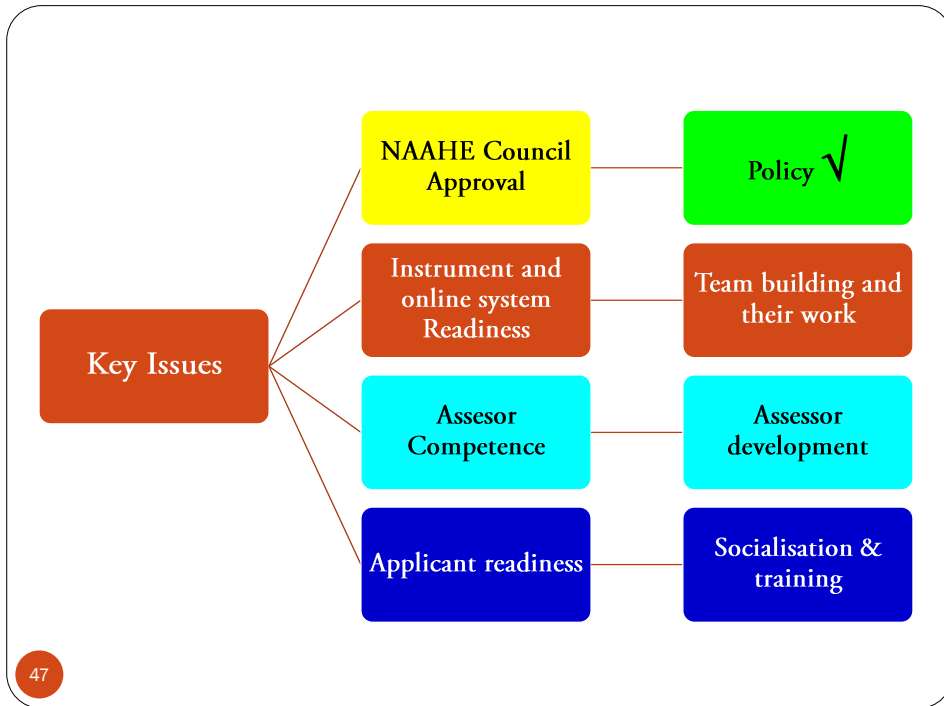 NAAHE Council
Approval
Policy √
Instrument and
online system
Readiness
Team building and
their work
Key Issues
Assesor
Competence
Assessor
development
Applicant readiness
Socialisation &
training
47